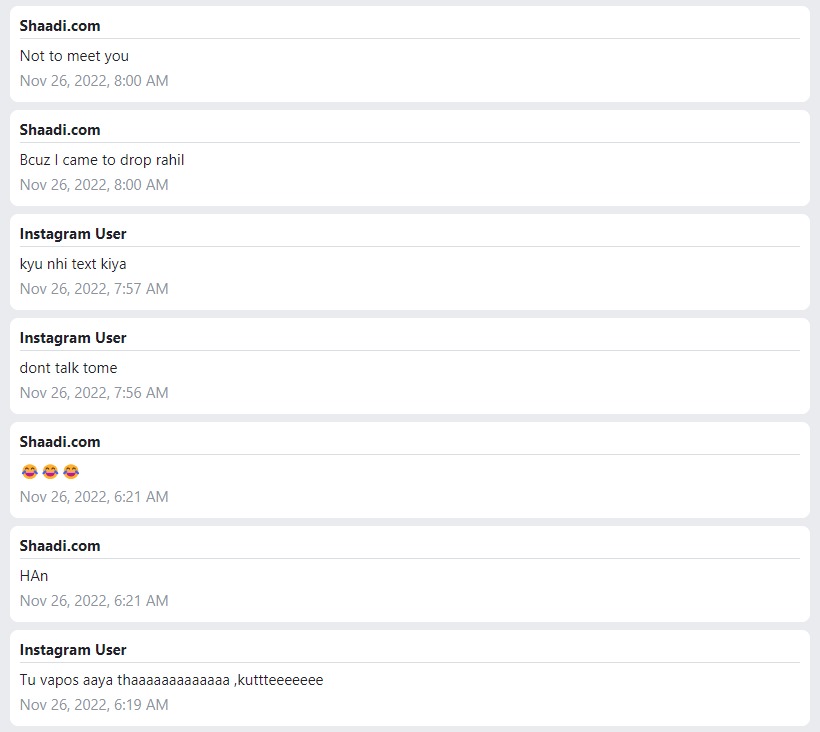 Shaadi.com
Not to meet you
Nov 26, 2022, 8:00 AM
Shaadi.com
Bcuz I came to drop rahil
Nov 26, 2022, 8:00 AM
Instagram User
kyu nhi text kiya
Nov 26, 2022, 7:57 AM
Instagram User
dont talk tome
Nov 26, 2022, 7:56 AM
Shaadi.com
😂😂😂
Nov 26, 2022, 6:21 AM
Shaadi.com
HAn
Nov 26, 2022, 6:21 AM
Instagram User
Tu vapos aaya thaaaaaaaaaaaaa ,kuttteeeeeee
Nov 26, 2022, 6:19 AM